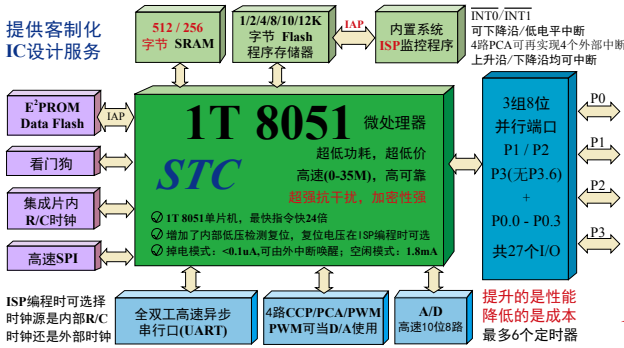 提供客制化
IC设计服务
512 / 256
字节 SRAM
1/2/4/8/10/12K
字节 Flash
程序存储器
IAP
内置系统
ISP监控程序
INT0/INT1
可下降沿/低电平中断
4路PCA可再实现4个外部中断
上升沿/下降沿均可中断
E²PROM
Data Flash
IAP
看门狗
集成片内
R/C时钟
高速SPI
1T 8051 微处理器
STC
超低功耗，超低价
高速(0-35M)，高可靠
超强抗干扰，加密性强
1T 8051单片机，最快指令快24倍
增加了内部低压检测复位，复位电压在ISP编程时可选
掉电模式：<0.1uA,可由外中断唤醒；空闲模式：1.8mA
3组8位
并行端口
P1 / P2
P3(无P3.6)
+
P0.0 - P0.3
共27个I/O
P0
P1
P2
P3
ISP编程时可选择
时钟源是内部R/C
时钟还是外部时钟
全双工高速异步
串行口(UART)
4路CCP/PCA/PWM
PWM可当D/A使用
A/D
高速10位8路
提升的是性能
降低的是成本
最多6个定时器